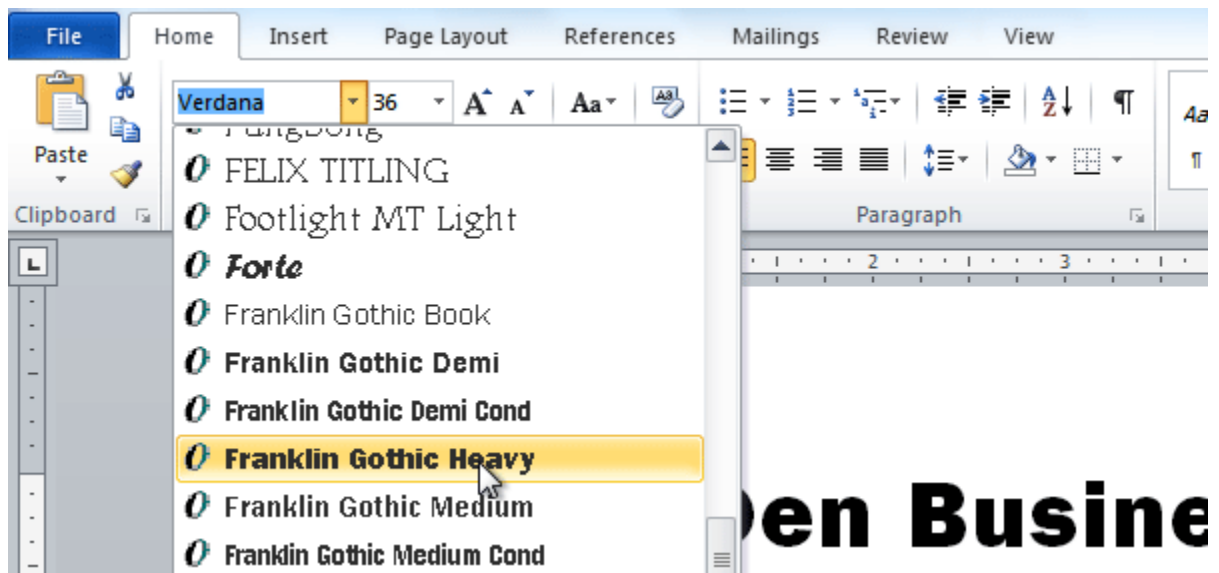 File Home Insert Page Layout References Mailings Review View
Verdana 36 Aa
Paste
Clipboard Paragraph
FangSong
FELIX TITLING
Footlight MT Light
Forte
2 3
Franklin Gothic Book
Franklin Gothic Demi
Franklin Gothic Demi Cond
Franklin Gothic Heavy
Franklin Gothic Medium
Franklin Gothic Medium Cond
en Busine